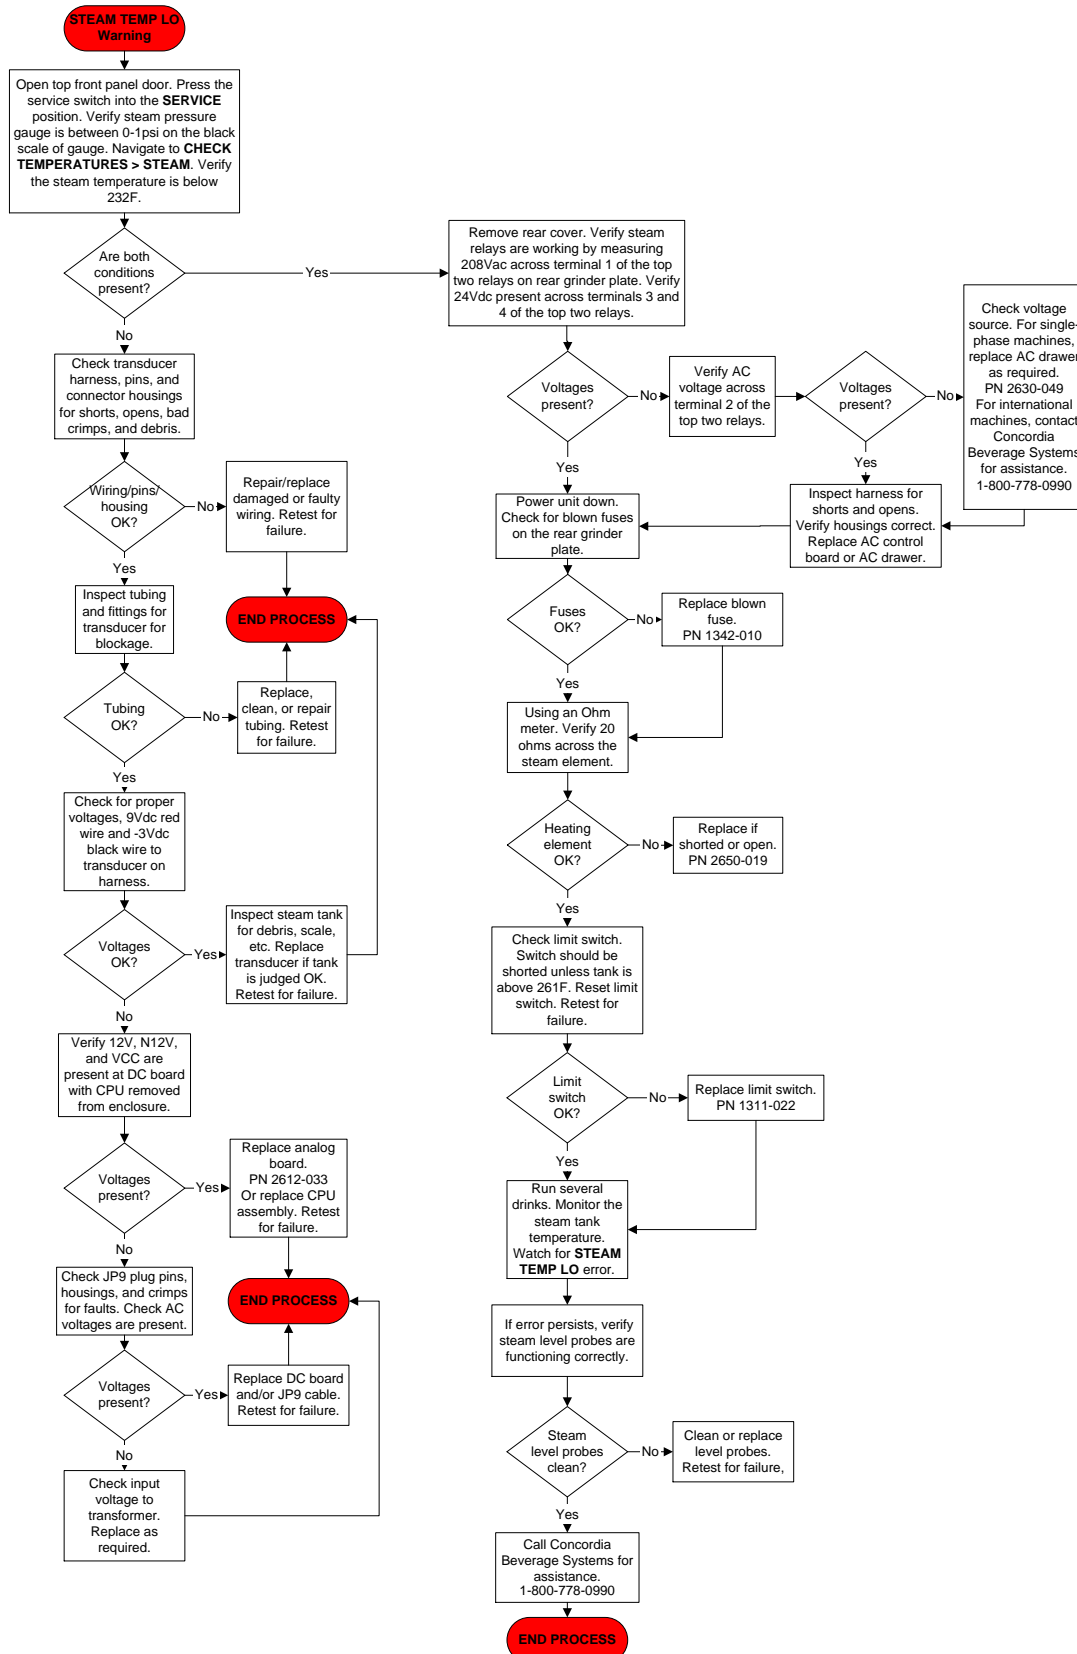 STEAM TEMP LO
Warning
Open top front panel door. Press the
service switch into the SERVICE
position. Verify steam pressure
gauge is between 0-1psi on the black
scale of gauge. Navigate to CHECK
TEMPERATURES > STEAM. Verify
the steam temperature is below
232F.
Are both
conditions
present?
Yes
No
Check transducer
harness, pins, and
connector housings
for shorts, opens, bad
crimps, and debris.
Wiring/pins/
housing
OK?
No
Repair/replace
damaged or faulty
wiring. Retest for
failure.
Yes
END PROCESS
Inspect tubing
and fittings for
transducer for
blockage.
Tubing
OK?
No
Replace,
clean, or repair
tubing. Retest
for failure.
Yes
Check for proper
voltages, 9Vdc red
wire and -3Vdc
black wire to
transducer on
harness.
Voltages
OK?
Yes
Inspect steam tank
for debris, scale,
etc. Replace
transducer if tank
is judged OK.
Retest for failure.
No
Verify 12V, N12V,
and VCC are
present at DC board
with CPU removed
from enclosure.
Voltages
present?
Yes
Replace analog
board.
PN 2612-033
Or replace CPU
assembly. Retest
for failure.
No
Check JP9 plug pins,
housings, and crimps
for faults. Check AC
voltages are present.
END PROCESS
Voltages
present?
Yes
Replace DC board
and/or JP9 cable.
Retest for failure.
No
Check input
voltage to
transformer.
Replace as
required.
Remove rear cover. Verify steam
relays are working by measuring
208Vac across terminal 1 of the top
two relays on rear grinder plate. Verify
24Vdc present across terminals 3 and
4 of the top two relays.
Voltages
present?
No
Verify AC
voltage across
terminal 2 of the
top two relays.
Voltages
present?
No
Check voltage
source. For single-
phase machines,
replace AC drawer
as required.
PN 2630-049
For international
machines, contact
Concordia
Beverage Systems
for assistance.
1-800-778-0990
Yes
Inspect harness for
shorts and opens.
Verify housings correct.
Replace AC control
board or AC drawer.
Yes
Power unit down.
Check for blown fuses
on the rear grinder
plate.
Fuses
OK?
No
Replace blown
fuse.
PN 1342-010
Yes
Using an Ohm
meter. Verify 20
ohms across the
steam element.
Heating
element
OK?
No
Replace if
shorted or open.
PN 2650-019
Yes
Check limit switch.
Switch should be
shorted unless tank is
above 261F. Reset limit
switch. Retest for
failure.
Limit
switch
OK?
No
Replace limit switch.
PN 1311-022
Yes
Run several
drinks. Monitor the
steam tank
temperature.
Watch for STEAM
TEMP LO error.
If error persists, verify
steam level probes are
functioning correctly.
Steam
level probes
clean?
No
Clean or replace
level probes.
Retest for failure,
Yes
Call Concordia
Beverage Systems for
assistance.
1-800-778-0990
END PROCESS